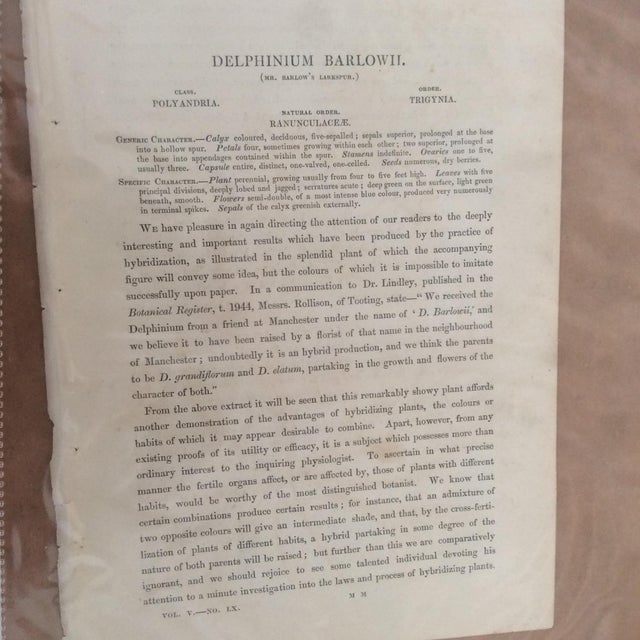 DELPHINIUM BARLOWII.
(MR. BARLOW'S LARKSPUR.)
CLASS.
POLYANDRIA.
ORDER.
TRIGYNIA.
NATURAL ORDER.
RANUNCULACEÆ.
GENERIC CHARACTER.—Calyx coloured, deciduous, five-sepalled; sepals superior, prolonged at the base
into a hollow spur. Petals four, sometimes growing within each other; two superior, prolonged at
the base into appendages contained within the spur. Stamens indefinite. Ovaries one to five,
usually three. Capsule entire, distinct, one-valved, one-celled. Seeds numerous, dry berries.
SPECIFIC CHARACTER.—Plant perennial, growing usually from four to five feet high. Leaves with five
principal divisions, deeply lobed and jagged; serratures acute; deep green on the surface, light green
beneath, smooth. Flowers semi-double, of a most intense blue colour, produced very numerously
in terminal spikes. Sepals of the calyx greenish externally.
WE have pleasure in again directing the attention of our readers to the deeply
interesting and important results which have been produced by the practice of
hybridization, as illustrated in the splendid plant of which the accompanying
figure will convey some idea, but the colours of which it is impossible to imitate
successfully upon paper. In a communication to Dr. Lindley, published in the
Botanical Register, t. 1944, Messrs. Rollison, of Tooting, state—"We received the
Delphinium from a friend at Manchester under the name of 'D. Barlowii,' and
we believe it to have been raised by a florist of that name in the neighbourhood
of Manchester; undoubtedly it is an hybrid production, and we think the parents
to be D. grandiflorum and D. elatum, partaking in the growth and flowers of the
character of both."
From the above extract it will be seen that this remarkably showy plant affords
another demonstration of the advantages of hybridizing plants, the colours or
habits of which it may appear desirable to combine. Apart, however, from any
existing proofs of its utility or efficacy, it is a subject which possesses more than
ordinary interest to the inquiring physiologist. To ascertain in what precise
manner the fertile organs affect, or are affected by, those of plants with different
habits, would be worthy of the most distinguished botanist. We know that
certain combinations produce certain results; for instance, that an admixture of
two opposite colours will give an intermediate shade, and that, by the cross-ferti-
lization of plants of different habits, a hybrid partaking in some degree of the
nature of both parents will be raised; but further than this we are comparatively
ignorant, and we should rejoice to see some talented individual devoting his
attention to a minute investigation into the laws and process of hybridizing plants.
VOL. V.—NO. LX.
M M